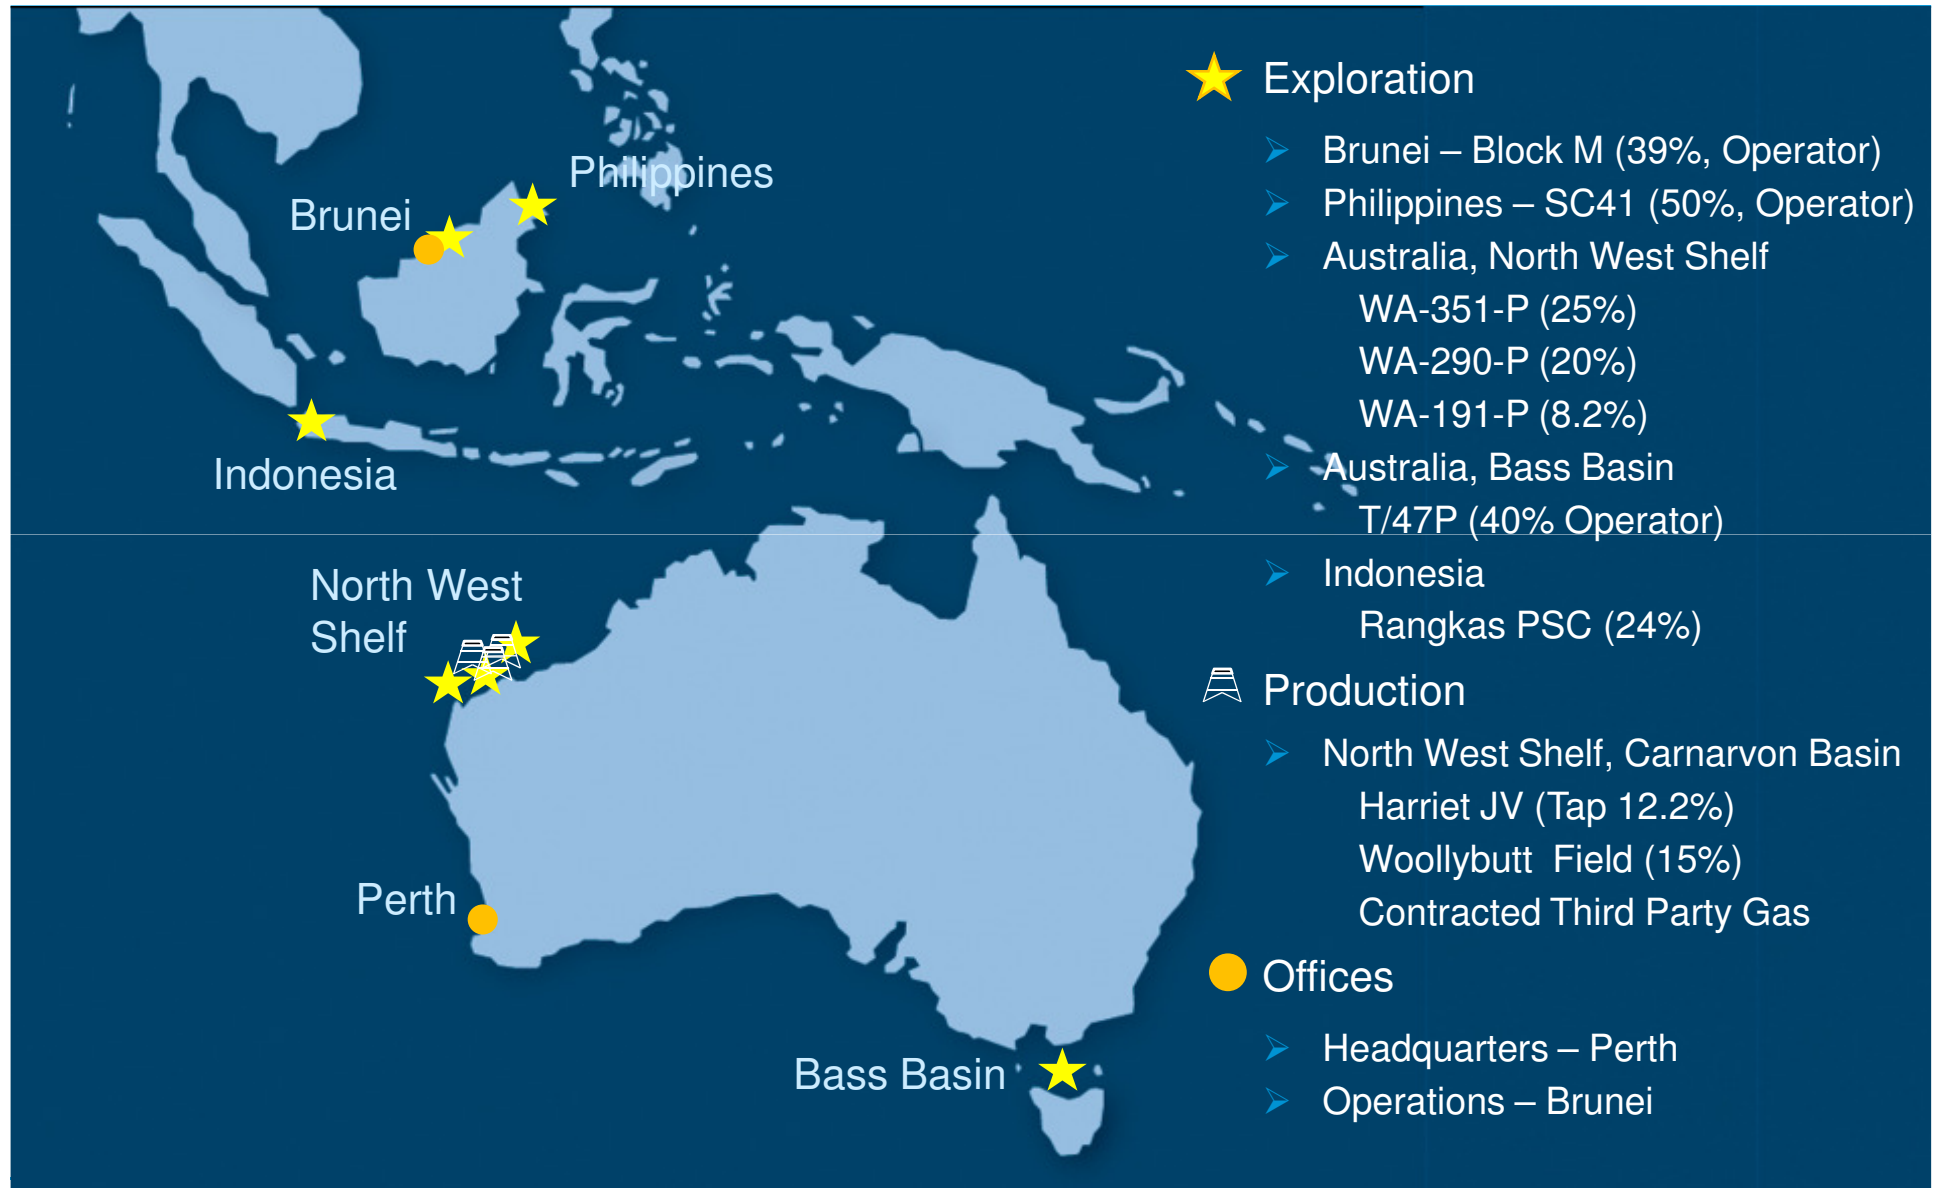 Philippines
Brunei
Indonesia
North West
Shelf
Perth
Bass Basin
Exploration
Brunei – Block M (39%, Operator)
Philippines – SC41 (50%, Operator)
Australia, North West Shelf
WA-351-P (25%)
WA-290-P (20%)
WA-191-P (8.2%)
Australia, Bass Basin
T/47P (40% Operator)
Indonesia
Rangkas PSC (24%)
Production
North West Shelf, Carnarvon Basin
Harriet JV (Tap 12.2%)
Woollybutt  Field (15%)
Contracted Third Party Gas
Offices
Headquarters – Perth
Operations – Brunei